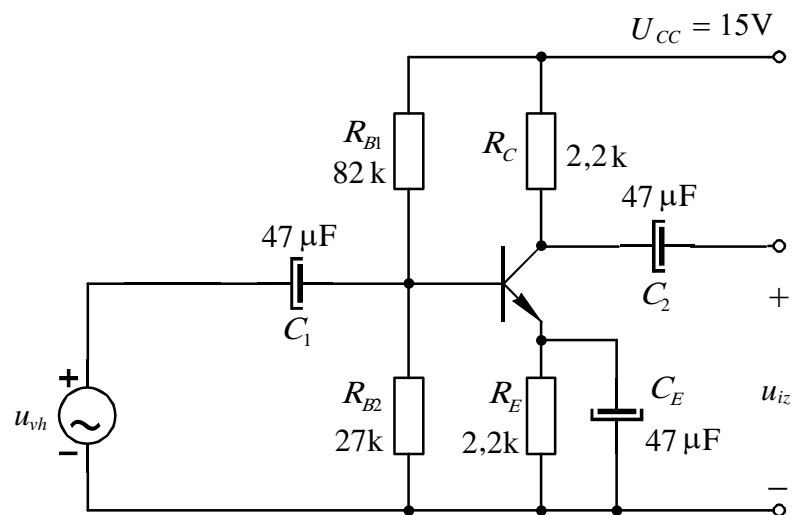 U_CC = 15V
R_B1
82 k
R_C
2,2k
47 μF
C_1
47 μF
C_2
+
u_vh
+
−
R_B2
27k
R_E
2,2k
C_E
47 μF
u_iz
−